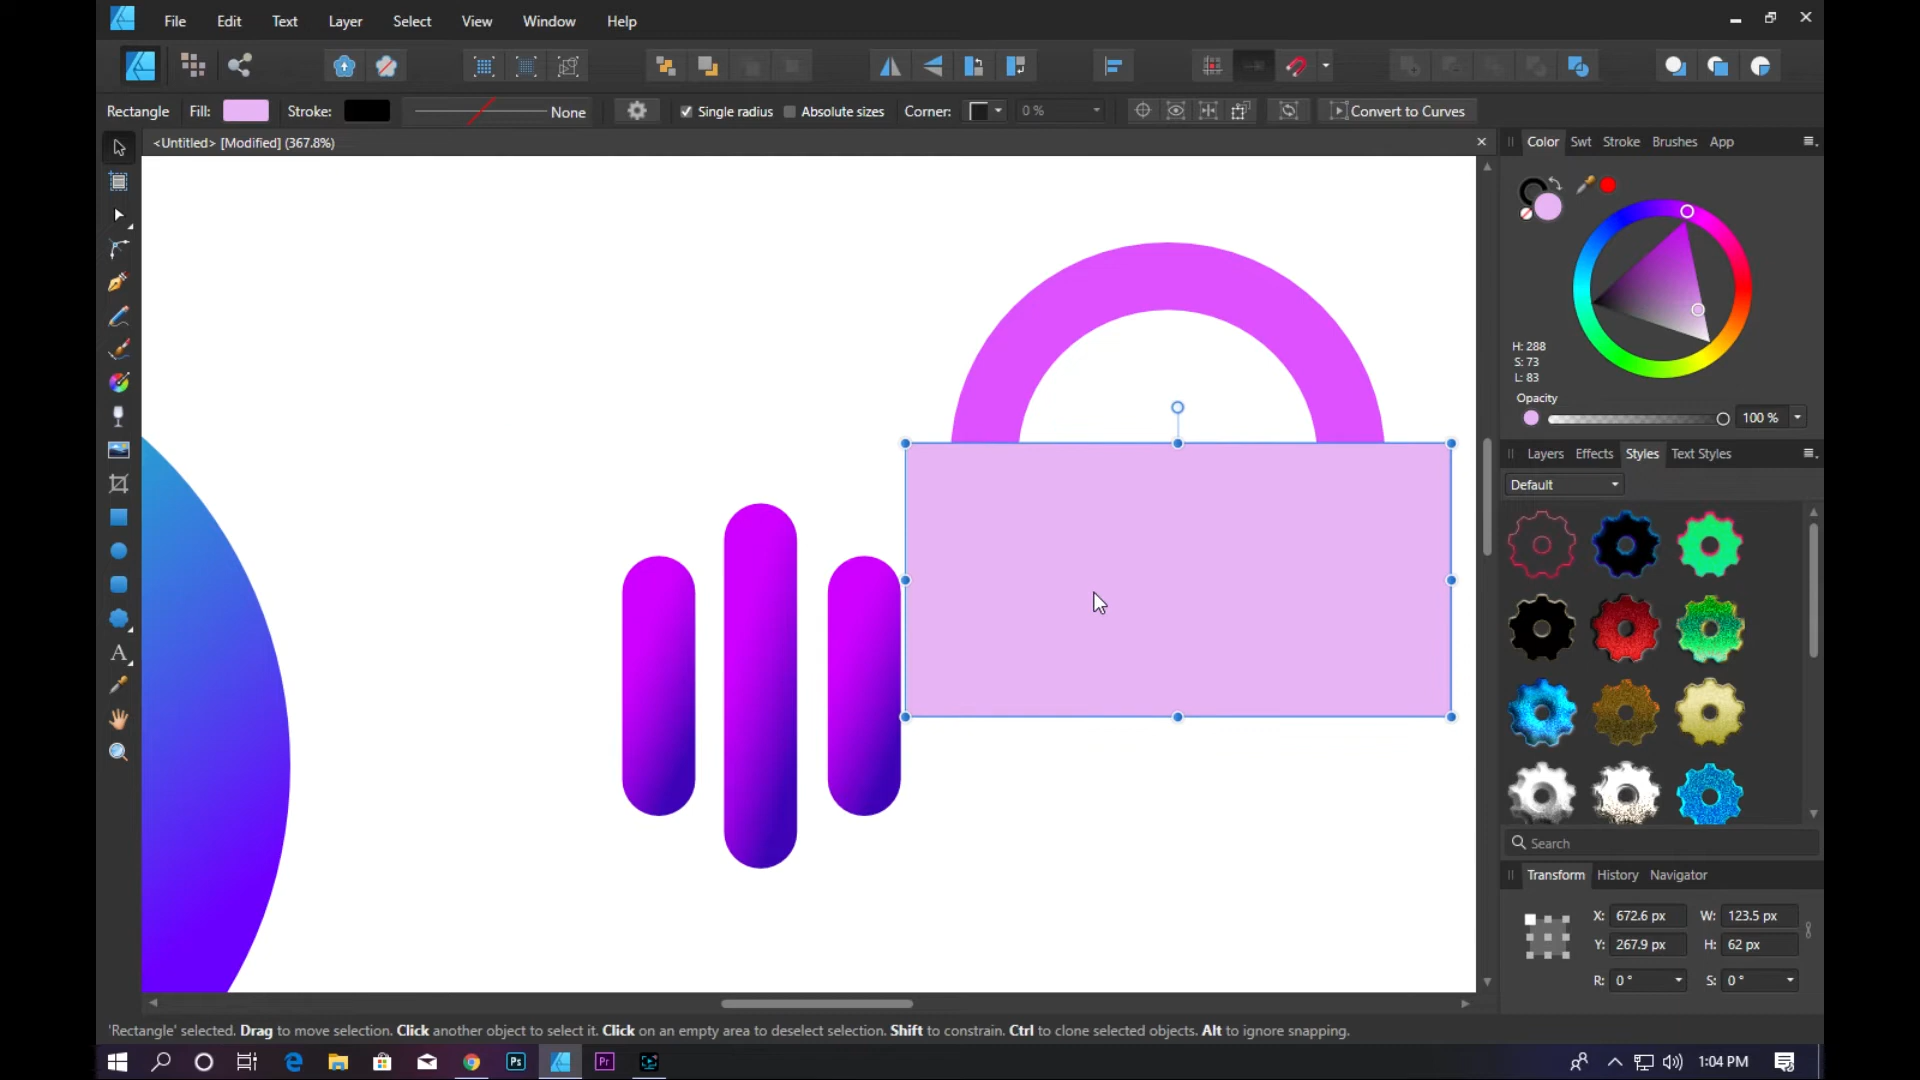 File Edit Text Layer Select View Window Help
Rectangle Fill: Stroke: None Single radius Absolute sizes Corner: 0 % Convert to Curves
<Untitled> [Modified] (367.8%)
Color Swt Stroke Brushes App
H: 288
S: 73
L: 83
Opacity
100 %
Layers Effects Styles Text Styles
Default
Search
Transform History Navigator
X: 672.6 px W: 123.5 px
Y: 267.9 px H: 62 px
R: 0 ° S: 0 °
'Rectangle' selected. Drag to move selection. Click another object to select it. Click on an empty area to deselect selection. Shift to constrain. Ctrl to clone selected objects. Alt to ignore snapping.
Ps Pr 1:04 PM